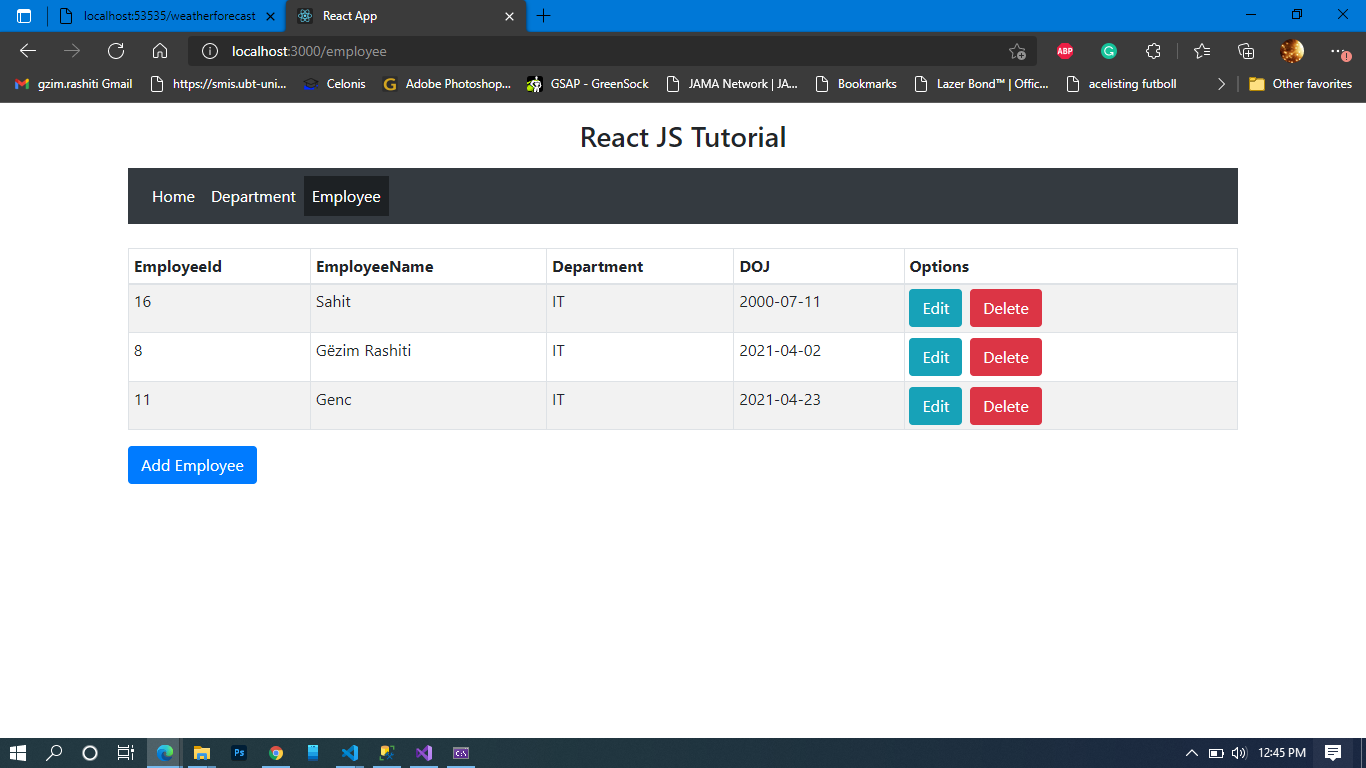 localhost:53535/weatherforecast React App
localhost:3000/employee ABP
gzim.rashiti Gmail https://smis.ubt-uni... Celonis Adobe Photoshop... GSAP - GreenSock JAMA Network | JA... Bookmarks Lazer Bond™ | Offic... acelisting futboll Other favorites
React JS Tutorial
Home Department Employee
EmployeeId EmployeeName Department DOJ Options
16 Sahit IT 2000-07-11 Edit Delete
8 Gëzim Rashiti IT 2021-04-02 Edit Delete
11 Genc IT 2021-04-23 Edit Delete
Add Employee
Ps 12:45 PM